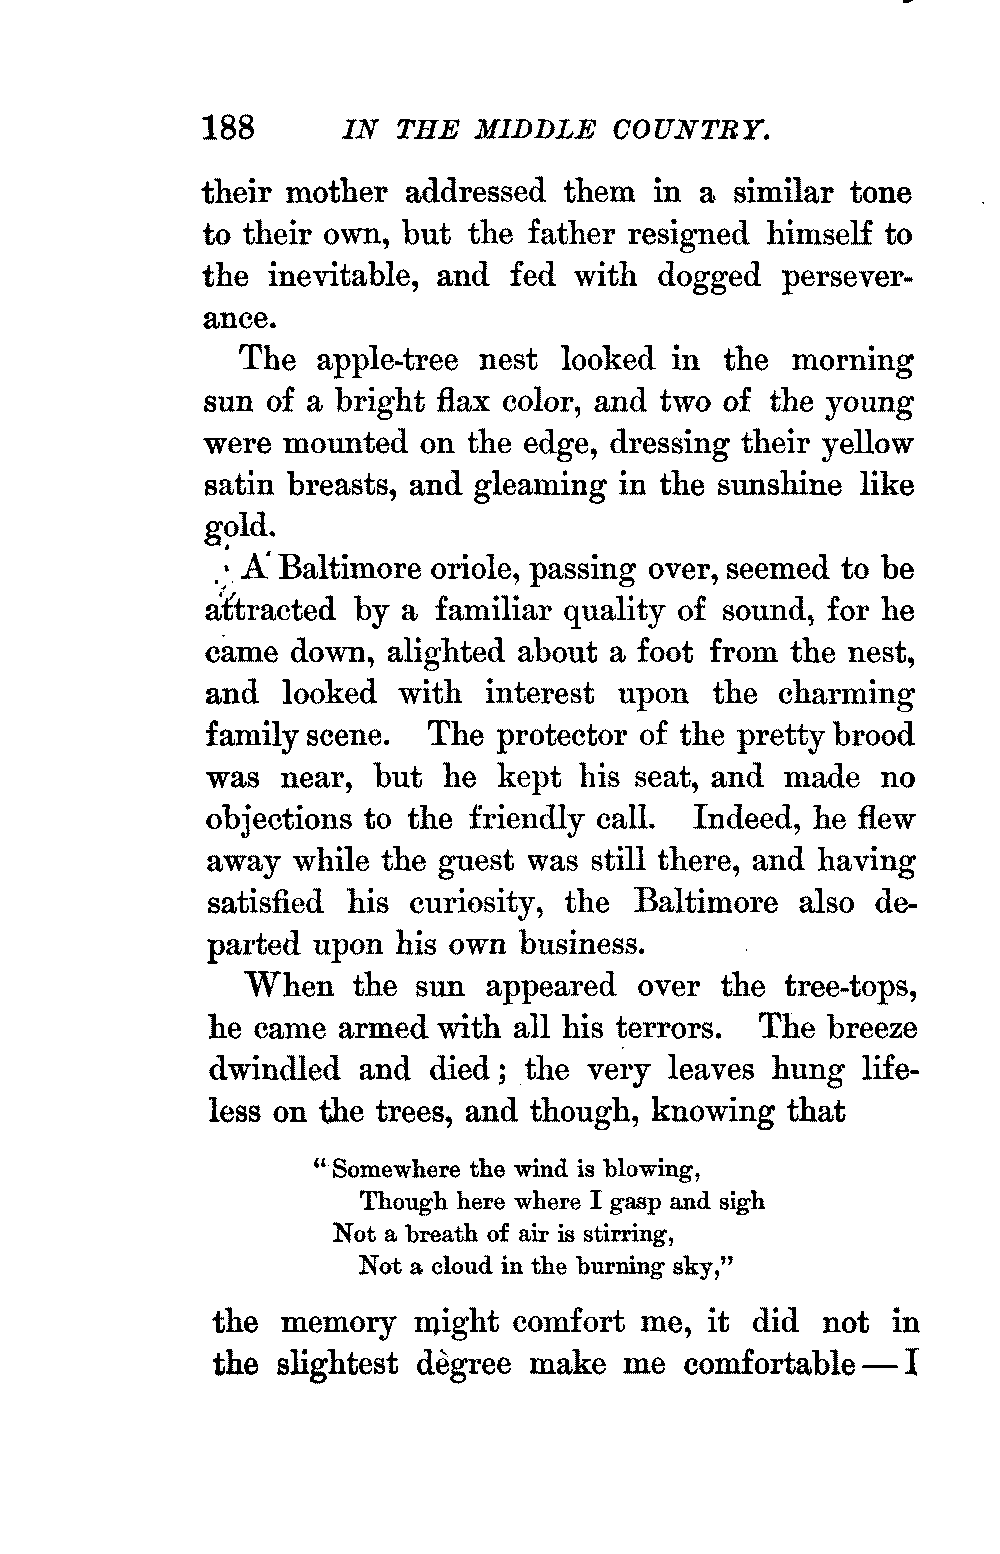 188 IN THE MIDDLE COUNTRY.
their mother addressed them in a similar tone
to their own, but the father resigned himself to
the inevitable, and fed with dogged persever-
ance.
The apple-tree nest looked in the morning
sun of a bright flax color, and two of the young
were mounted on the edge, dressing their yellow
satin breasts, and gleaming in the sunshine like
gold.
A Baltimore oriole, passing over, seemed to be
attracted by a familiar quality of sound, for he
came down, alighted about a foot from the nest,
and looked with interest upon the charming
family scene. The protector of the pretty brood
was near, but he kept his seat, and made no
objections to the friendly call. Indeed, he flew
away while the guest was still there, and having
satisfied his curiosity, the Baltimore also de-
parted upon his own business.
When the sun appeared over the tree-tops,
he came armed with all his terrors. The breeze
dwindled and died; the very leaves hung life-
less on the trees, and though, knowing that
"Somewhere the wind is blowing,
Though here where I gasp and sigh
Not a breath of air is stirring,
Not a cloud in the burning sky,"
the memory might comfort me, it did not in
the slightest degree make me comfortable — I